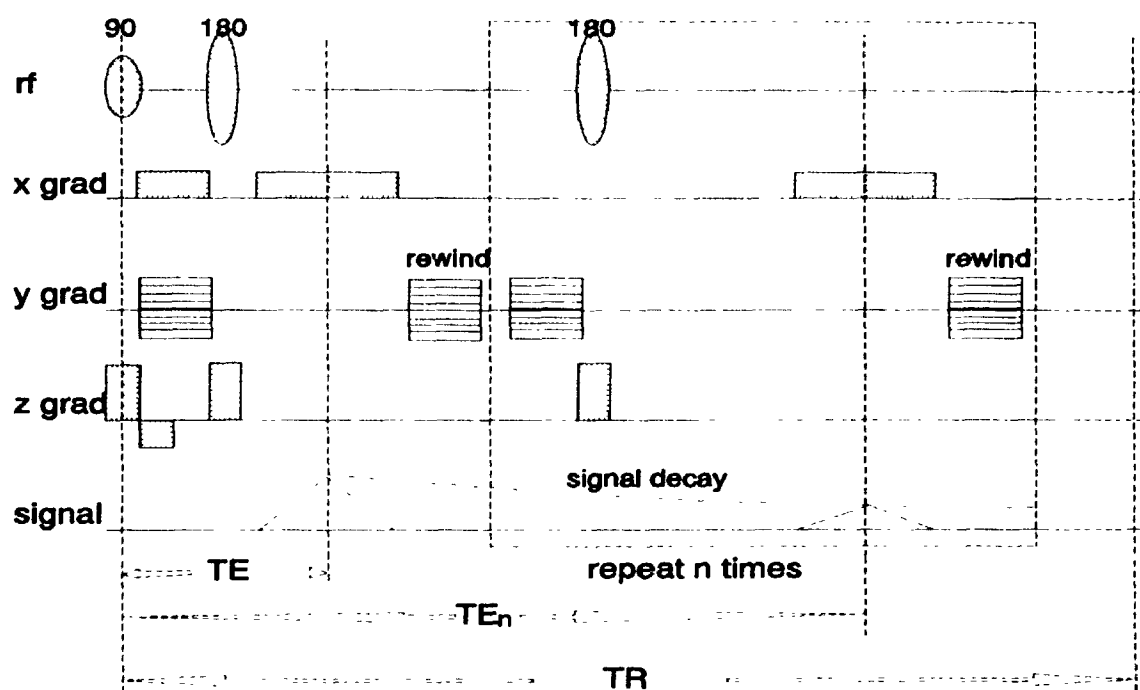 90 180 180
rf
x grad
rewind rewind
y grad
z grad
signal decay
signal
TE repeat n times
TEn
TR